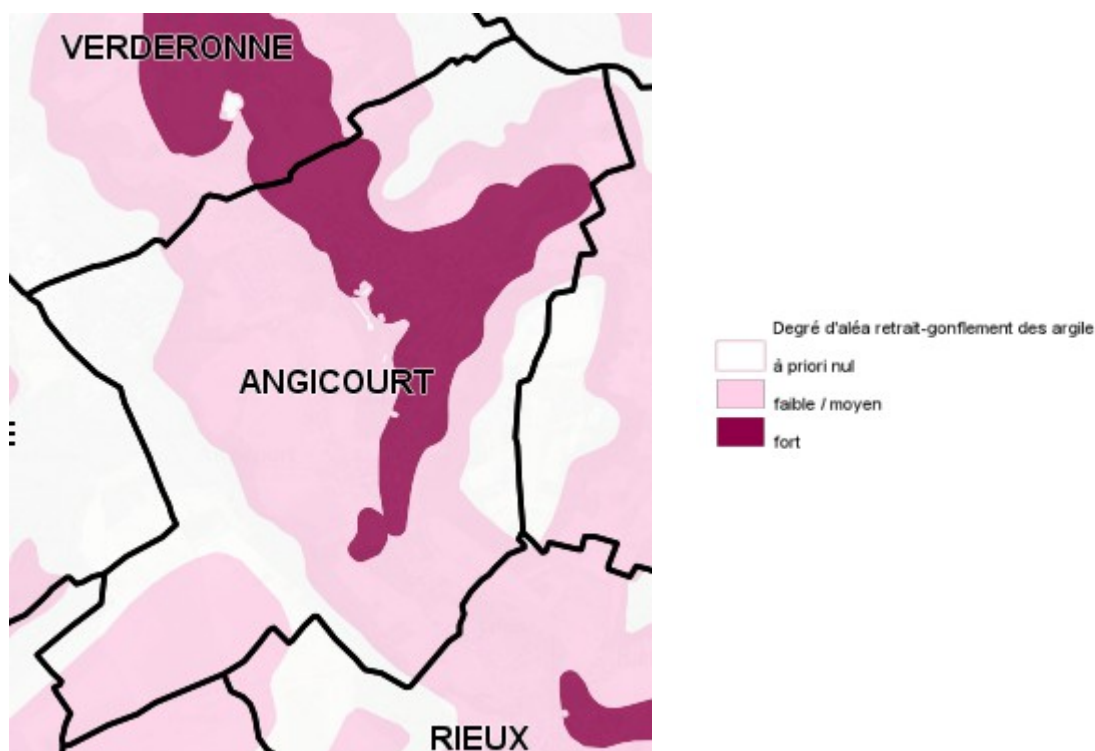 VERDERONNE
ANGICOURT
E
RIEUX
Degré d'aléa retrait-gonflement des argile
à priori nul
faible / moyen
fort